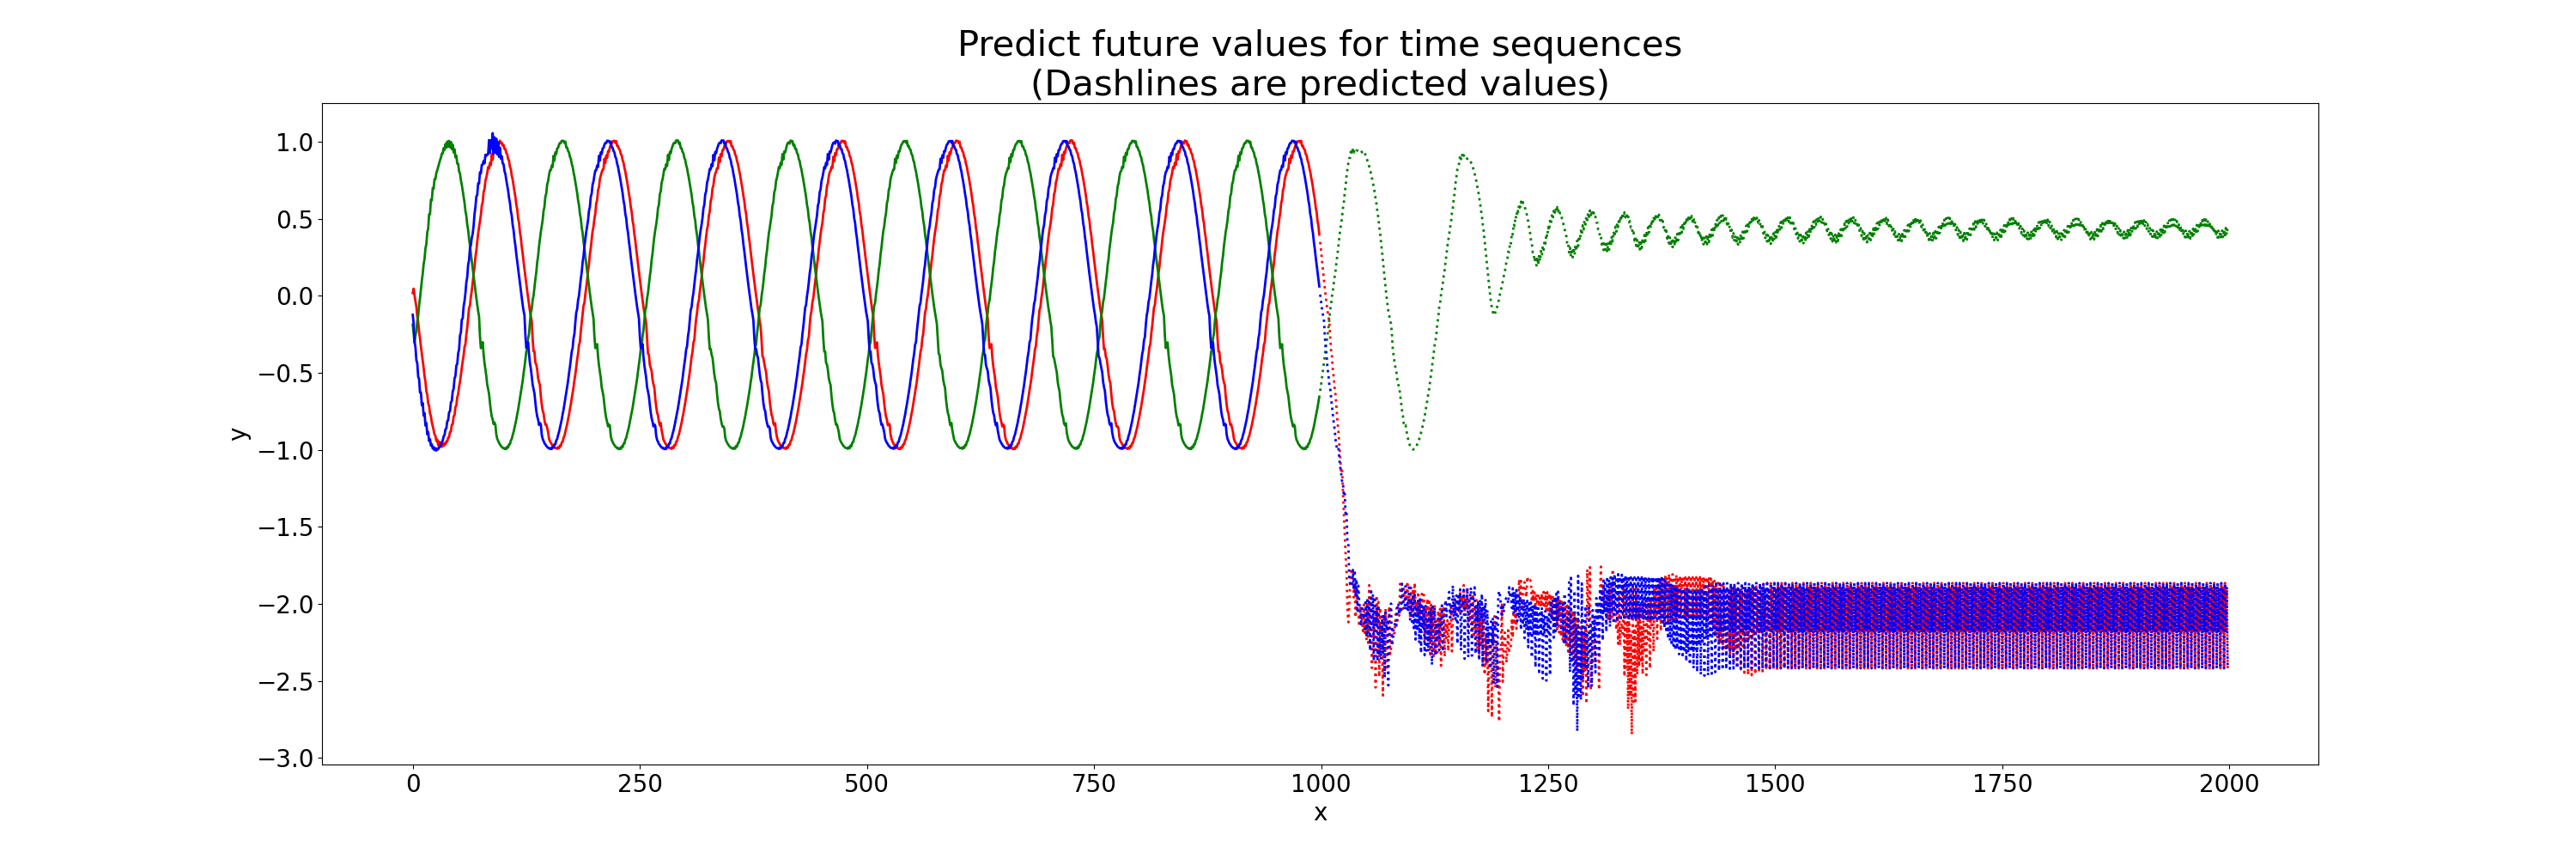 Predict future values for time sequences
(Dashlines are predicted values)
1.0
0.5
0.0
−0.5
−1.0
−1.5
−2.0
−2.5
−3.0
y
0 250 500 750 1000 1250 1500 1750 2000
x